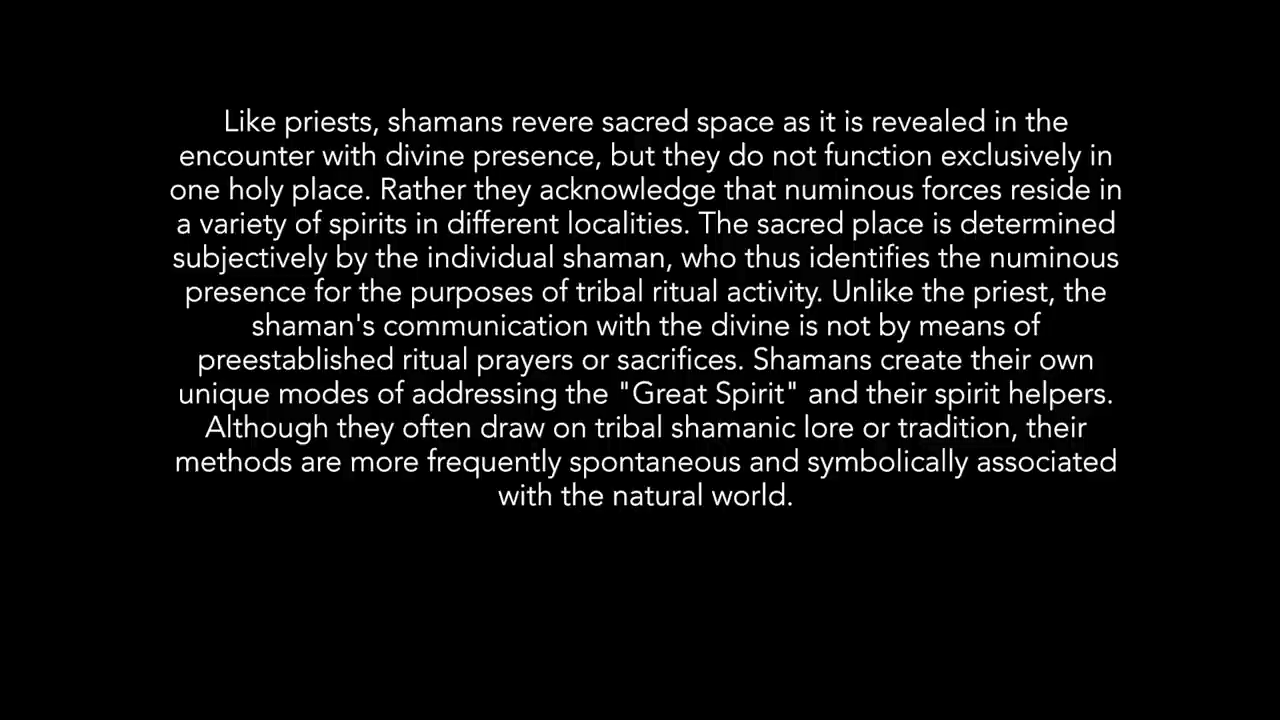 Like priests, shamans revere sacred space as it is revealed in the
encounter with divine presence, but they do not function exclusively in
one holy place. Rather they acknowledge that numinous forces reside in
a variety of spirits in different localities. The sacred place is determined
subjectively by the individual shaman, who thus identifies the numinous
presence for the purposes of tribal ritual activity. Unlike the priest, the
shaman's communication with the divine is not by means of
preestablished ritual prayers or sacrifices. Shamans create their own
unique modes of addressing the "Great Spirit" and their spirit helpers.
Although they often draw on tribal shamanic lore or tradition, their
methods are more frequently spontaneous and symbolically associated
with the natural world.